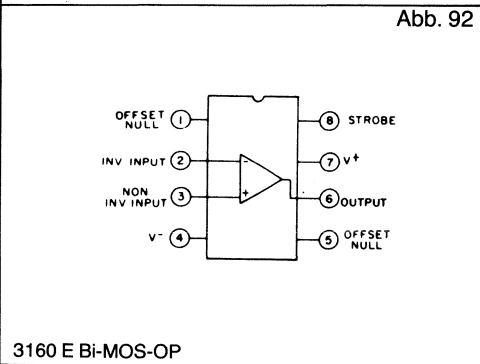 Abb. 92
OFFSET
NULL
1
8
STROBE
INV INPUT
2
-
7
V+
NON
INV INPUT
3
+
6
OUTPUT
V-
4
5
OFFSET
NULL
3160 E Bi-MOS-OP